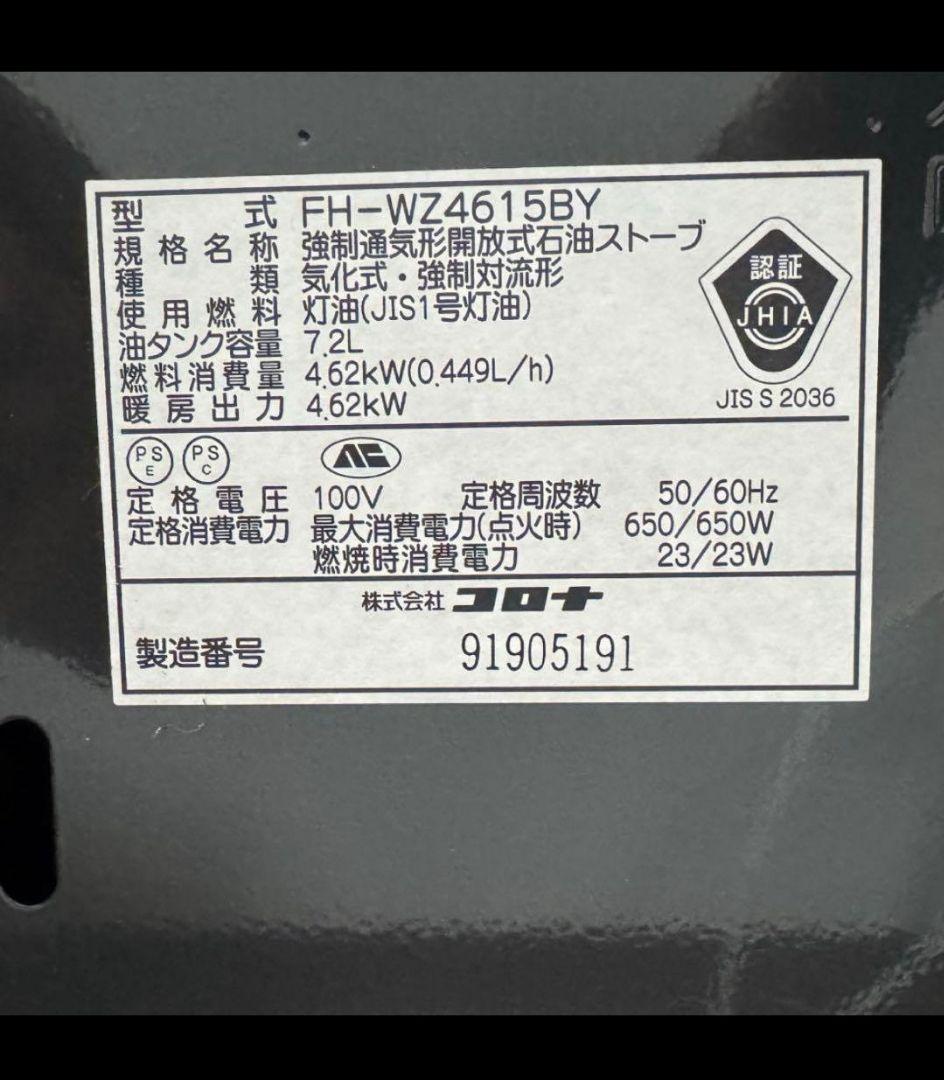 型式 FH-WZ4615BY
規格名称 強制通気形開放式石油ストーブ
種類 気化式・強制対流形
使用燃料 灯油(JIS1号灯油)
油タンク容量 7.2L
燃料消費量 4.62kW(0.449L/h)
暖房出力 4.62kW
認証
JHIA
JIS S 2036
PS E PS C
定格電圧 100V 定格周波数 50/60Hz
定格消費電力 最大消費電力(点火時) 650/650W
燃焼時消費電力 23/23W
株式会社 コロナ
製造番号 91905191